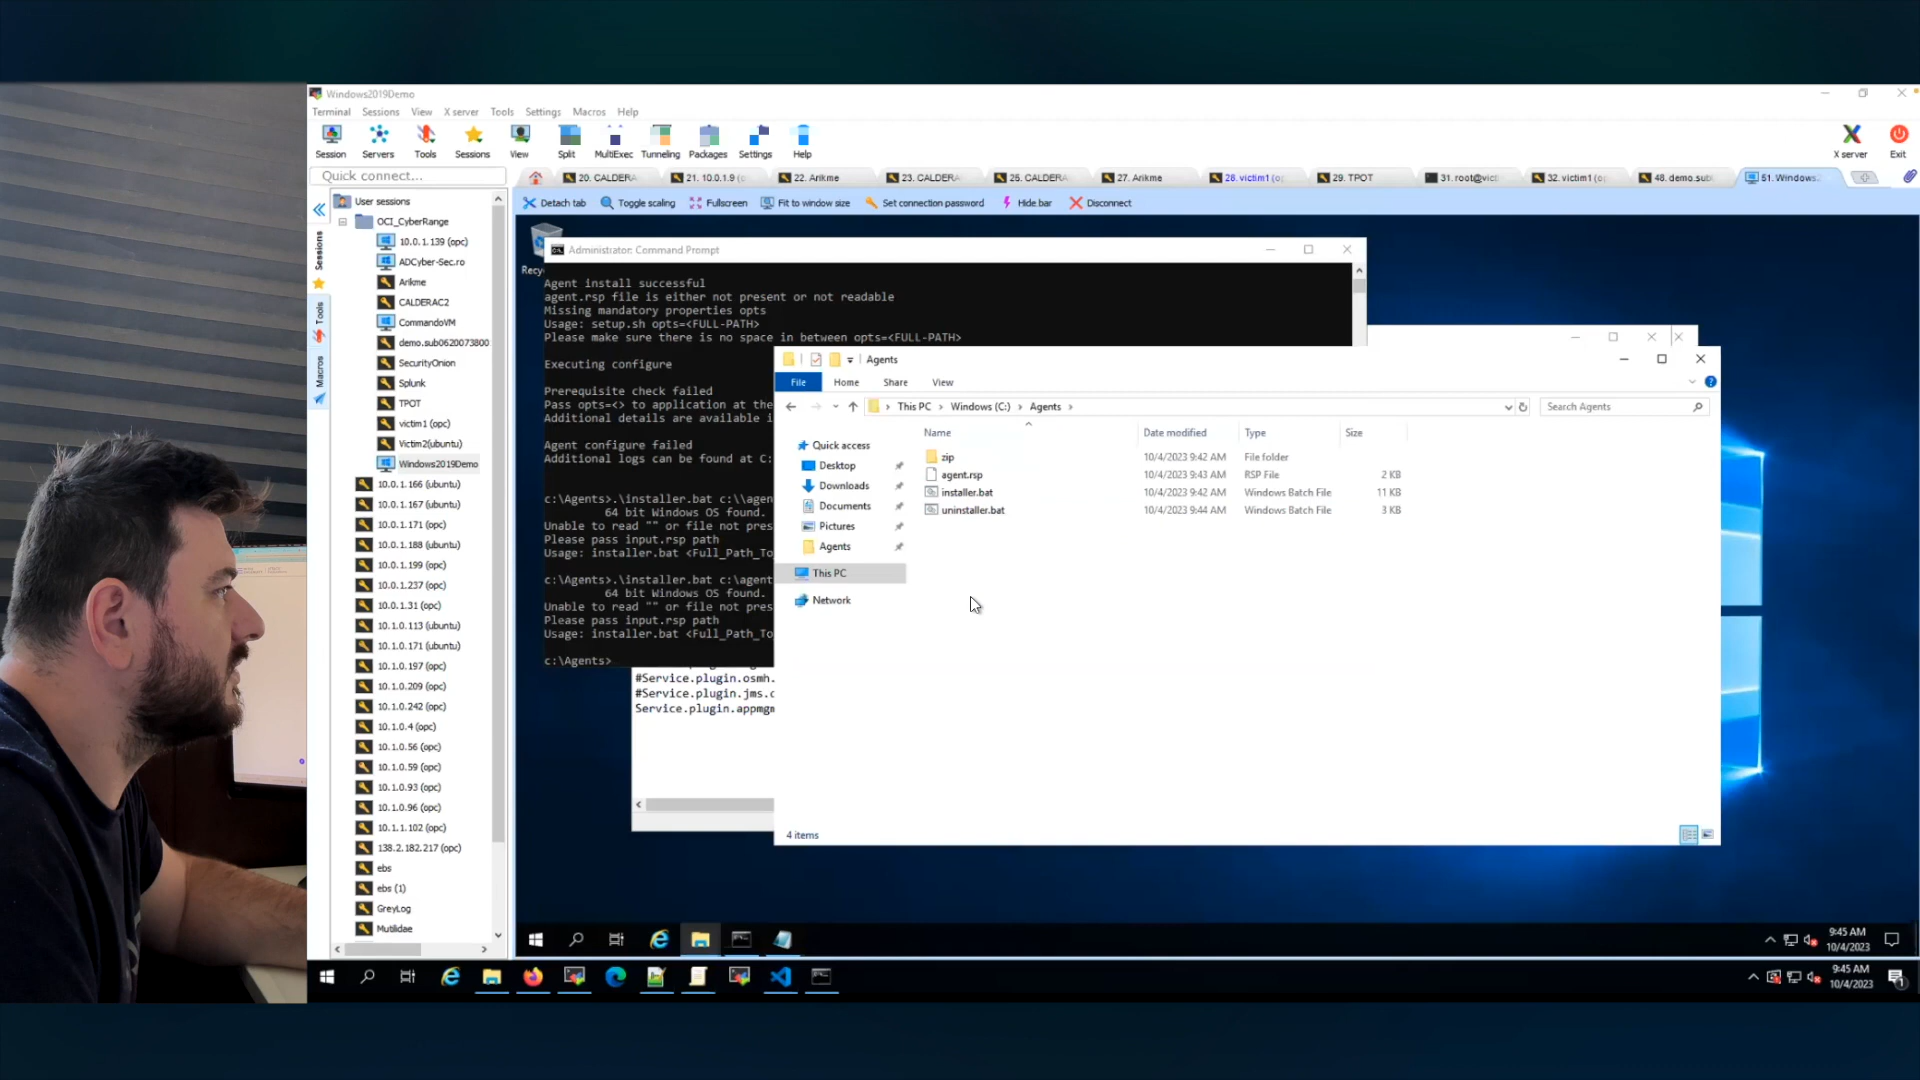 Windows2019Demo
Terminal Sessions View X server Tools Settings Macros Help
Session Servers Tools Sessions View Split MultiExec Tunneling Packages Settings Help X server Exit
Quick connect...
20. CALDERA 21. 10.0.1.9 (o 22. Arikme 23. CALDERA 25. CALDERA 27. Arikme 28. victim1 (o 29. TPOT 31. root@vict 32. victim1 (o 48. demo.sub 51. Windows
Detach tab Toggle scaling Fullscreen Fit to window size Set connection password Hide bar Disconnect
Sessions
Tools
Macros
User sessions
OCI_CyberRange
10.0.1.139 (opc)
ADCyber-Sec.ro
Arikme
CALDERAC2
CommandoVM
demo.sub0620073800
SecurityOnion
Splunk
TPOT
victim1 (opc)
Victim2(ubuntu)
Windows2019Demo
10.0.1.166 (ubuntu)
10.0.1.167 (ubuntu)
10.0.1.171 (opc)
10.0.1.188 (ubuntu)
10.0.1.199 (opc)
10.0.1.237 (opc)
10.0.1.31 (opc)
10.0.1.113 (ubuntu)
10.0.1.171 (ubuntu)
10.1.0.197 (opc)
10.1.0.209 (opc)
10.1.0.242 (opc)
10.1.0.4 (opc)
10.1.0.56 (opc)
10.1.0.59 (opc)
10.1.0.93 (opc)
10.1.0.96 (opc)
10.1.1.102 (opc)
138.2.182.217 (opc)
ebs
ebs (1)
GreyLog
Mutilidae
Recy
Administrator: Command Prompt
Agent install successful
agent.rsp file is either not present or not readable
Missing mandatory properties opts
Usage: setup.sh opts=<FULL-PATH>
Please make sure there is no space in between opts=<FULL-PATH>
Executing configure
Prerequisite check failed
Pass opts=<> to application at the
Additional details are available i
Agent configure failed
Additional logs can be found at C:
c:\Agents>.\installer.bat c:\\agen
64 bit Windows OS found.
Unable to read "" or file not pres
Please pass input.rsp path
Usage: installer.bat <Full_Path_To
c:\Agents>.\installer.bat c:\agent
64 bit Windows OS found.
Unable to read "" or file not pres
Please pass input.rsp path
Usage: installer.bat <Full_Path_To
c:\Agents>
#Service.plugin.osmh.
#Service.plugin.jms.c
Service.plugin.appmgm
Agents
File Home Share View
This PC Windows (C:) Agents
Search Agents
Quick access
Desktop
Downloads
Documents
Pictures
Agents
This PC
Network
Name Date modified Type Size
zip 10/4/2023 9:42 AM File folder
agent.rsp 10/4/2023 9:43 AM RSP File 2 KB
installer.bat 10/4/2023 9:42 AM Windows Batch File 11 KB
uninstaller.bat 10/4/2023 9:44 AM Windows Batch File 3 KB
4 items
9:45 AM
10/4/2023
9:45 AM
10/4/2023
1